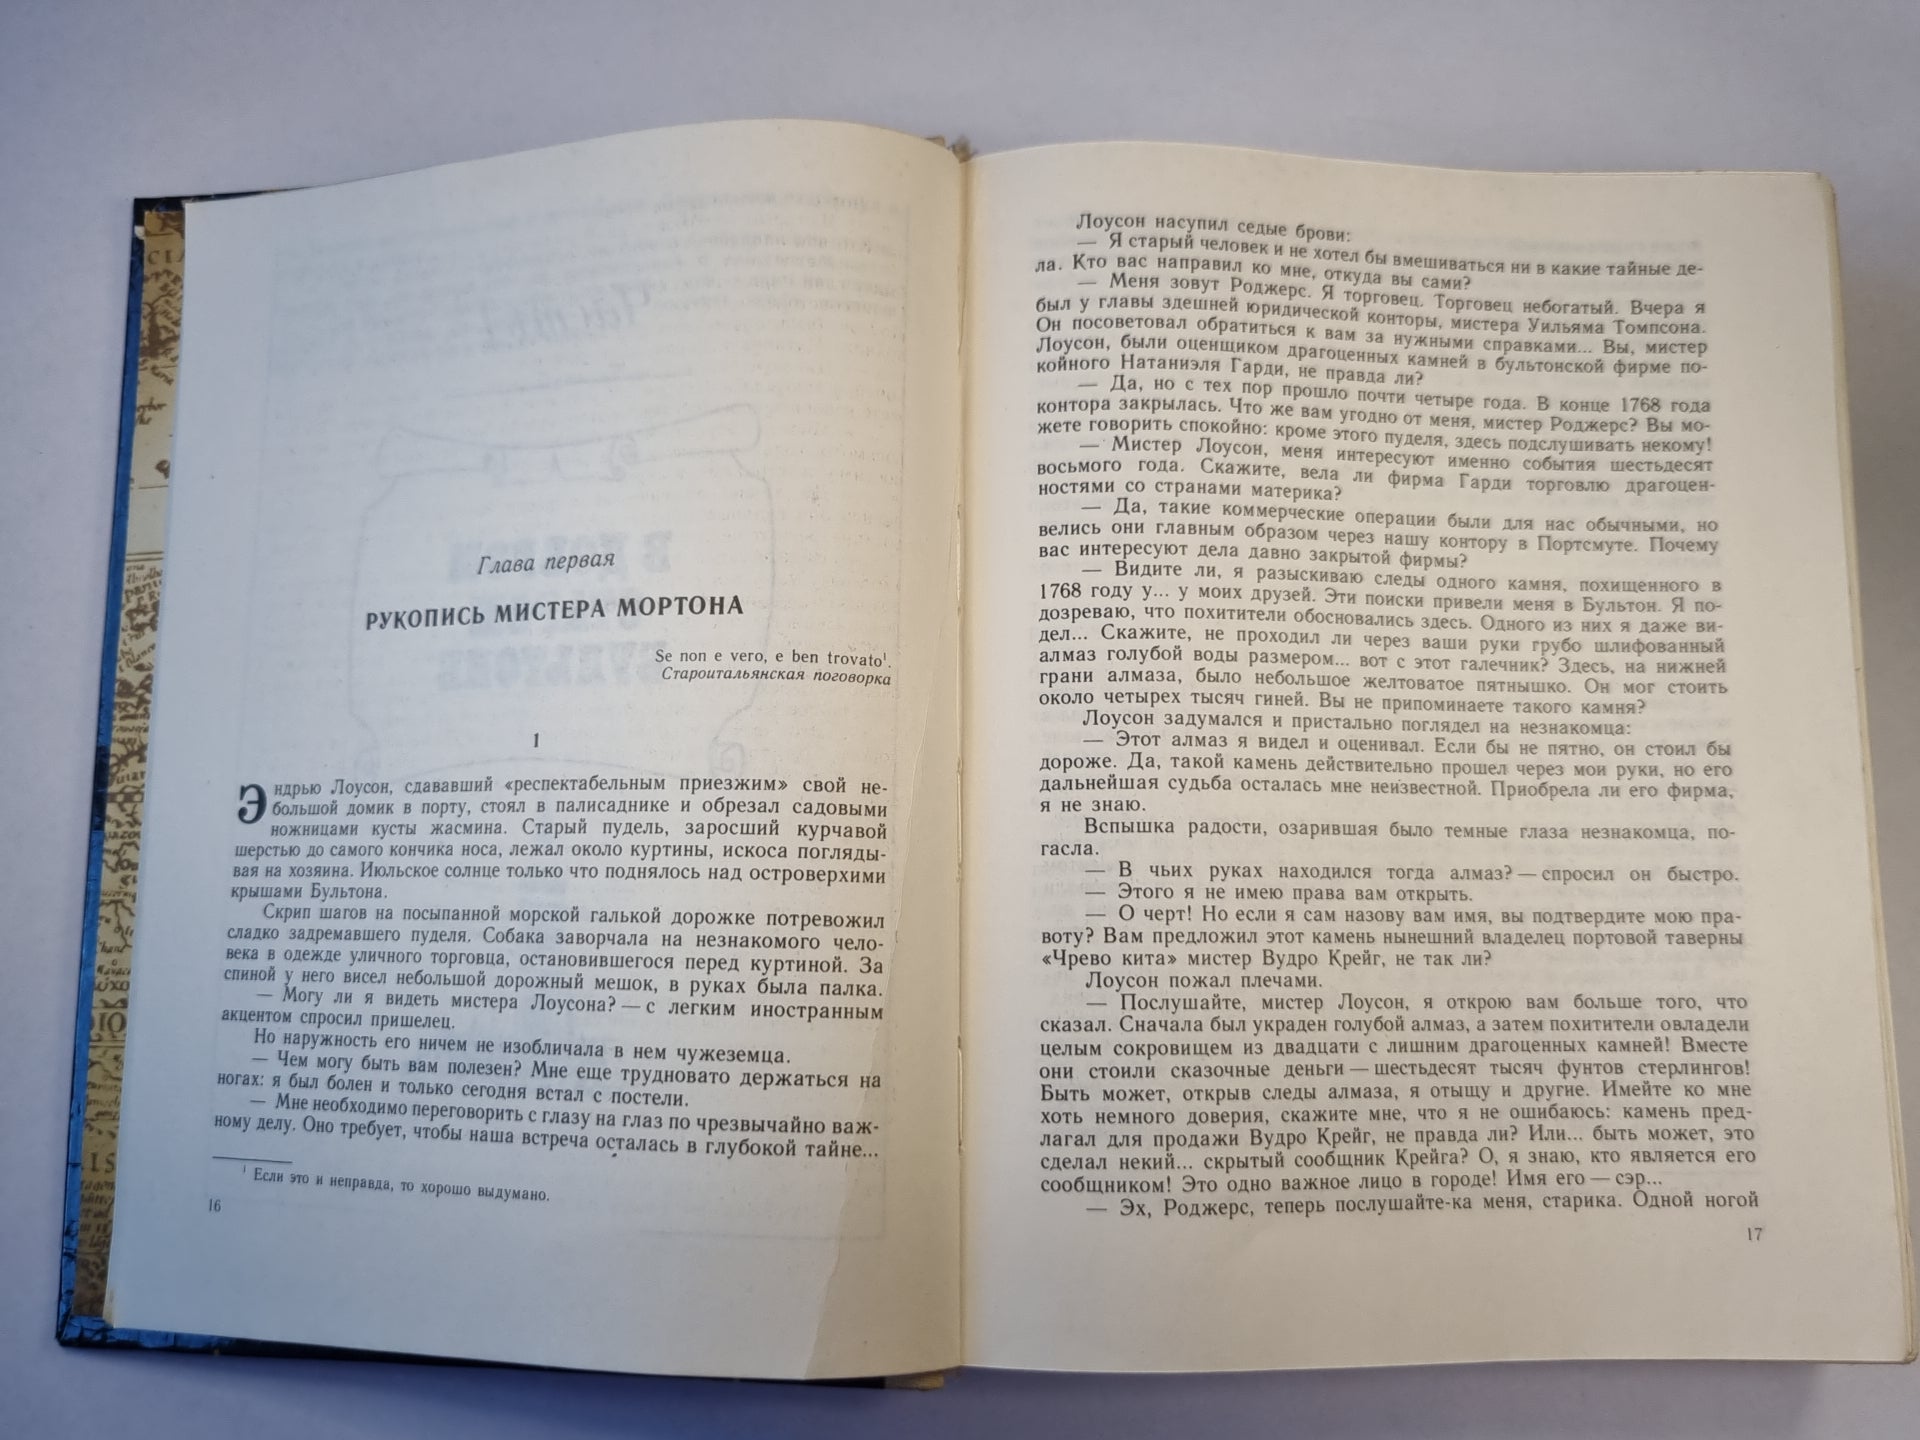 Глава первая
РУКОПИСЬ МИСТЕРА МОРТОНА
Se non e vero, e ben trovato¹.
Староитальянская поговорка
1
Эндрью Лоусон, сдававший «респектабельным приезжим» свой не-
большой домик в порту, стоял в палисаднике и обрезал садовыми
ножницами кусты жасмина. Старый пудель, заросший курчавой
шерстью до самого кончика носа, лежал около куртины, искоса погляды-
вая на хозяина. Июльское солнце только что поднялось над островерхими
крышами Бультона.
Скрип шагов на посыпанной морской галькой дорожке потревожил
сладко задремавшего пуделя. Собака заворчала на незнакомого чело-
века в одежде уличного торговца, остановившегося перед куртиной. За
спиной у него висел небольшой дорожный мешок, в руках была палка.
— Могу ли я видеть мистера Лоусона? — с легким иностранным
акцентом спросил пришелец.
Но наружность его ничем не изобличала в нем чужеземца.
— Чем могу быть вам полезен? Мне еще трудновато держаться на
ногах: я был болен и только сегодня встал с постели.
— Мне необходимо переговорить с глазу на глаз по чрезвычайно важ-
ному делу. Оно требует, чтобы наша встреча осталась в глубокой тайне...
¹ Если это и неправда, то хорошо выдумано.
16
Лоусон насупил седые брови:
— Я старый человек и не хотел бы вмешиваться ни в какие тайные де-
ла. Кто вас направил ко мне, откуда вы сами?
— Меня зовут Роджерс. Я торговец. Торговец небогатый. Вчера я
был у главы здешней юридической конторы, мистера Уильяма Томпсона.
Он посоветовал обратиться к вам за нужными справками... Вы, мистер
Лоусон, были оценщиком драгоценных камней в бультонской фирме по-
койного Натаниэля Гарди, не правда ли?
— Да, но с тех пор прошло почти четыре года. В конце 1768 года
контора закрылась. Что же вам угодно от меня, мистер Роджерс? Вы мо-
жете говорить спокойно: кроме этого пуделя, здесь подслушивать некому!
— Мистер Лоусон, меня интересуют именно события шестьдесят
восьмого года. Скажите, вела ли фирма Гарди торговлю драгоцен-
ностями со странами материка?
— Да, такие коммерческие операции были для нас обычными, но
велись они главным образом через нашу контору в Портсмуте. Почему
вас интересуют дела давно закрытой фирмы?
— Видите ли, я разыскиваю следы одного камня, похищенного в
1768 году у... у моих друзей. Эти поиски привели меня в Бультон. Я по-
дозреваю, что похитители обосновались здесь. Одного из них я даже ви-
дел... Скажите, не проходил ли через ваши руки грубо шлифованный
алмаз голубой воды размером... вот с этот галечник? Здесь, на нижней
грани алмаза, было небольшое желтоватое пятнышко. Он мог стоить
около четырех тысяч гиней. Вы не припоминаете такого камня?
Лоусон задумался и пристально поглядел на незнакомца:
— Этот алмаз я видел и оценивал. Если бы не пятно, он стоил бы
дороже. Да, такой камень действительно прошел через мои руки, но его
дальнейшая судьба осталась мне неизвестной. Приобрела ли его фирма,
я не знаю.
Вспышка радости, озарившая было темные глаза незнакомца, по-
гасла.
— В чьих руках находился тогда алмаз? — спросил он быстро.
— Этого я не имею права вам открыть.
— О черт! Но если я сам назову вам имя, вы подтвердите мою пра-
воту? Вам предложил этот камень нынешний владелец портовой таверны
«Чрево кита» мистер Вудро Крейг, не так ли?
Лоусон пожал плечами.
— Послушайте, мистер Лоусон, я открою вам больше того, что
сказал. Сначала был украден голубой алмаз, а затем похитители овладели
целым сокровищем из двадцати с лишним драгоценных камней! Вместе
они стоили сказочные деньги — шестьдесят тысяч фунтов стерлингов!
Быть может, открыв следы алмаза, я отыщу и другие. Имейте ко мне
хоть немного доверия, скажите мне, что я не ошибаюсь: камень пред-
лагал для продажи Вудро Крейг, не правда ли? Или... быть может, это
сделал некий... скрытый сообщник Крейга? О, я знаю, кто является его
сообщником! Это одно важное лицо в городе! Имя его — сэр...
— Эх, Роджерс, теперь послушайте-ка меня, старика. Одной ногой
17